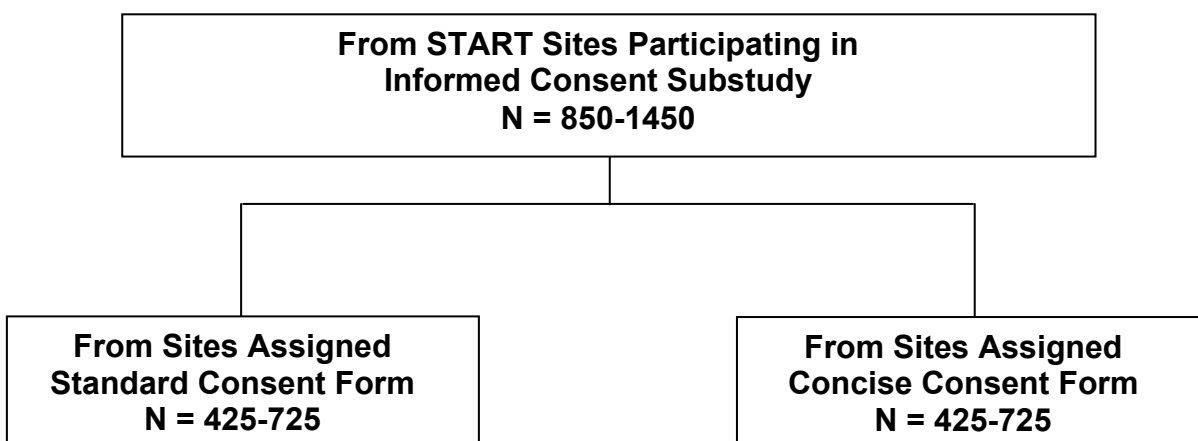 From START Sites Participating in
Informed Consent Substudy
N = 850-1450
From Sites Assigned
Standard Consent Form
N = 425-725
From Sites Assigned
Concise Consent Form
N = 425-725